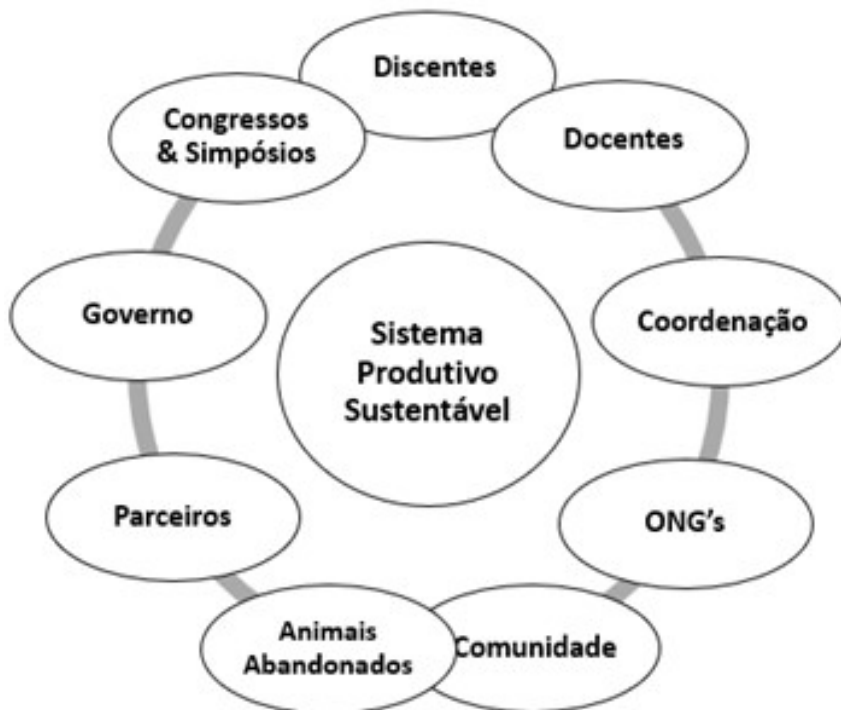 Discentes
Docentes
Coordenação
ONG's
Comunidade
Animais
Abandonados
Parceiros
Governo
Congressos
& Simpósios
Sistema
Produtivo
Sustentável